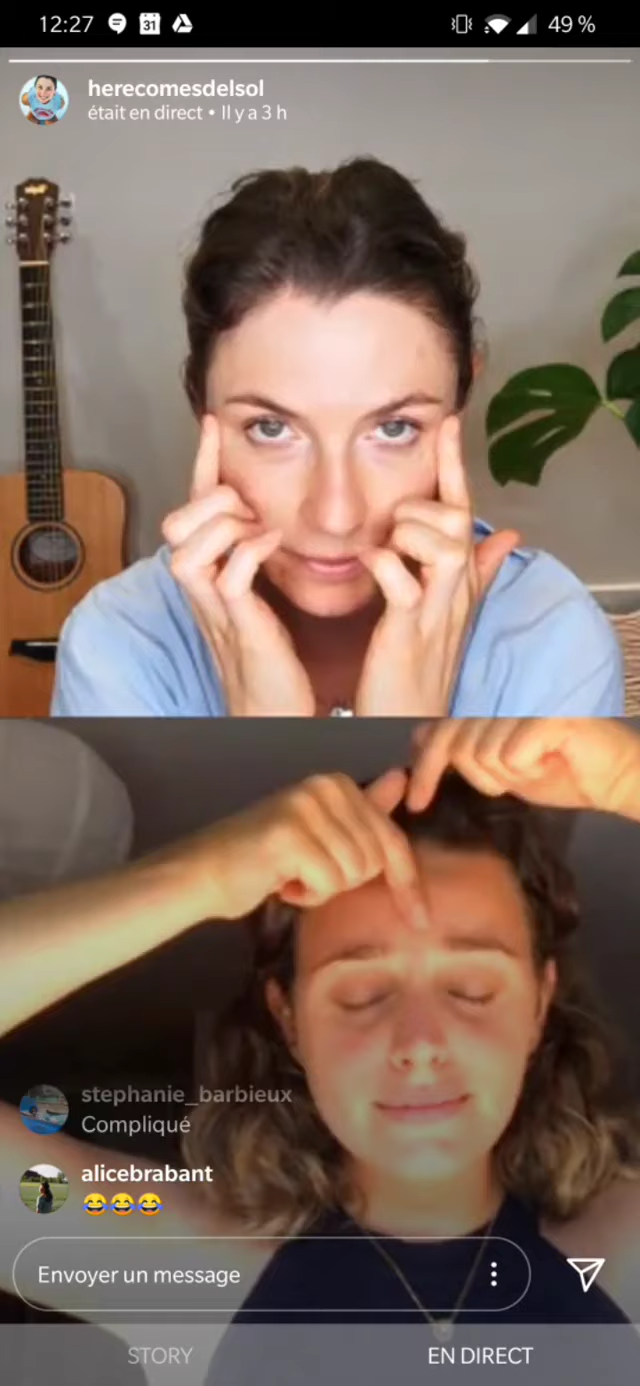 12:27
31
49 %
herecomesdelsol
était en direct • Il y a 3 h
stephanie_barbieux
Compliqué
alicebrabant
😂😂😂
Envoyer un message
STORY
EN DIRECT